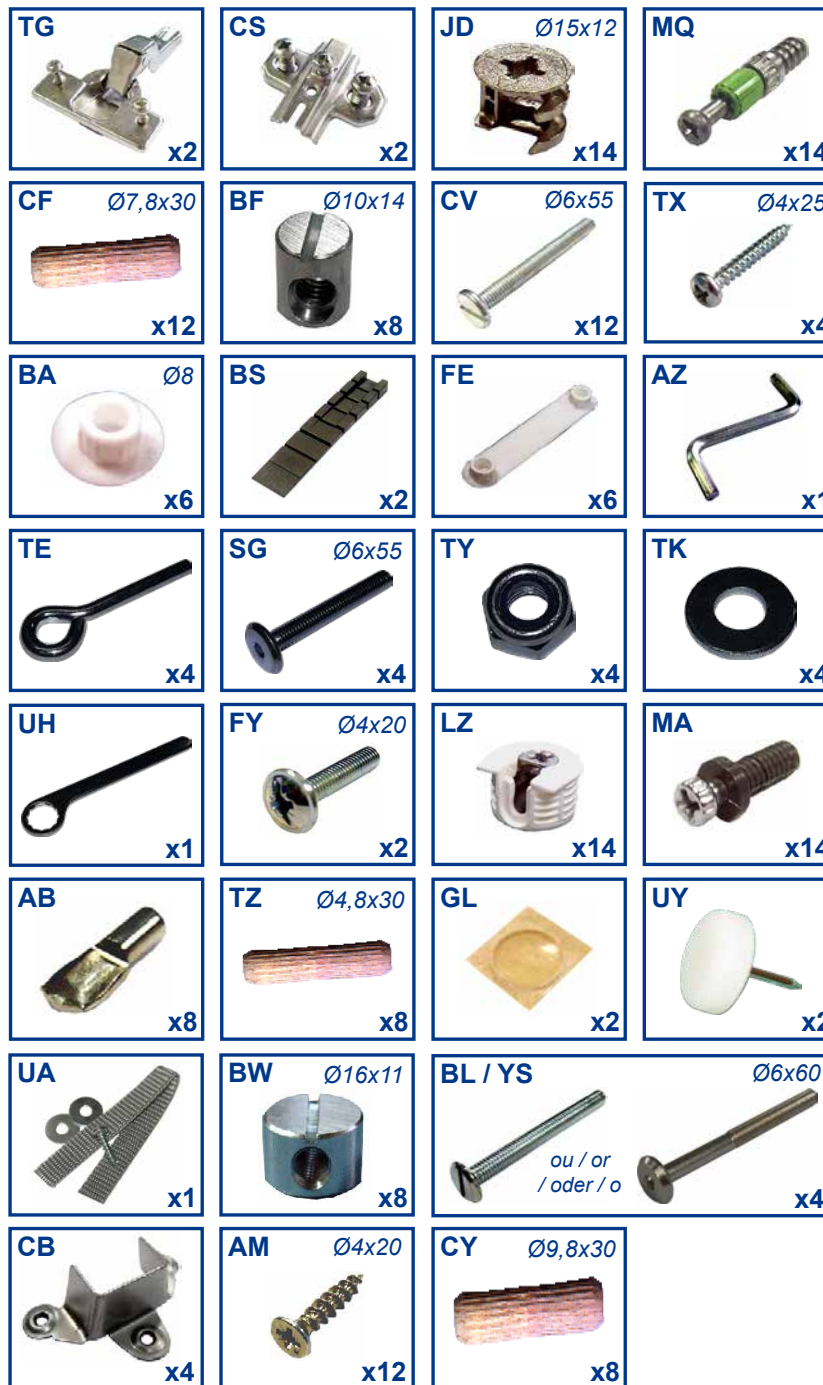 TG
x2
CS
x2
JD Ø15x12
x14
MQ
x14
CF Ø7,8x30
x12
BF Ø10x14
x8
CV Ø6x55
x12
TX Ø4x25
x4
BA Ø8
x6
BS
x2
FE
x6
AZ
x1
TE
x4
SG Ø6x55
x4
TY
x4
TK
x4
UH
x1
FY Ø4x20
x2
LZ
x14
MA
x14
AB
x8
TZ Ø4,8x30
x8
GL
x2
UY
x2
UA
x1
BW Ø16x11
x8
BL / YS Ø6x60
ou / or
/ oder / o
x4
CB
x4
AM Ø4x20
x12
CY Ø9,8x30
x8